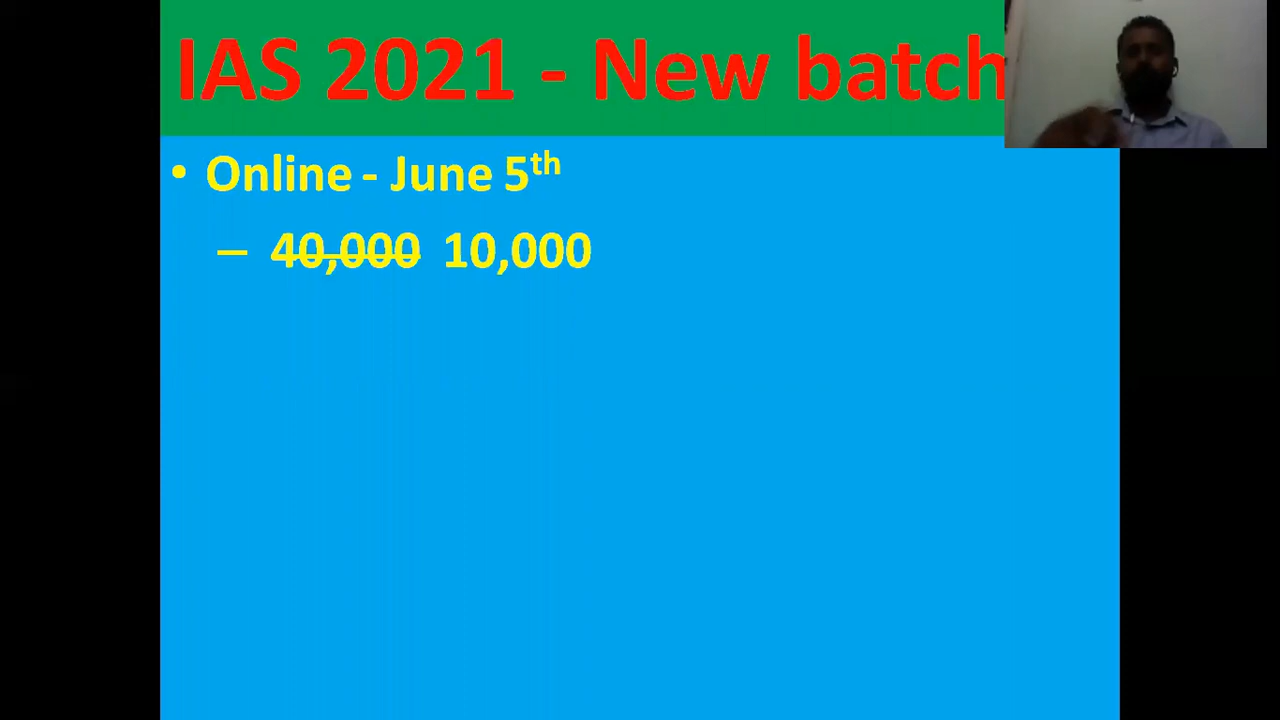 IAS 2021 - New batch
• Online - June 5th
– 40,000 10,000